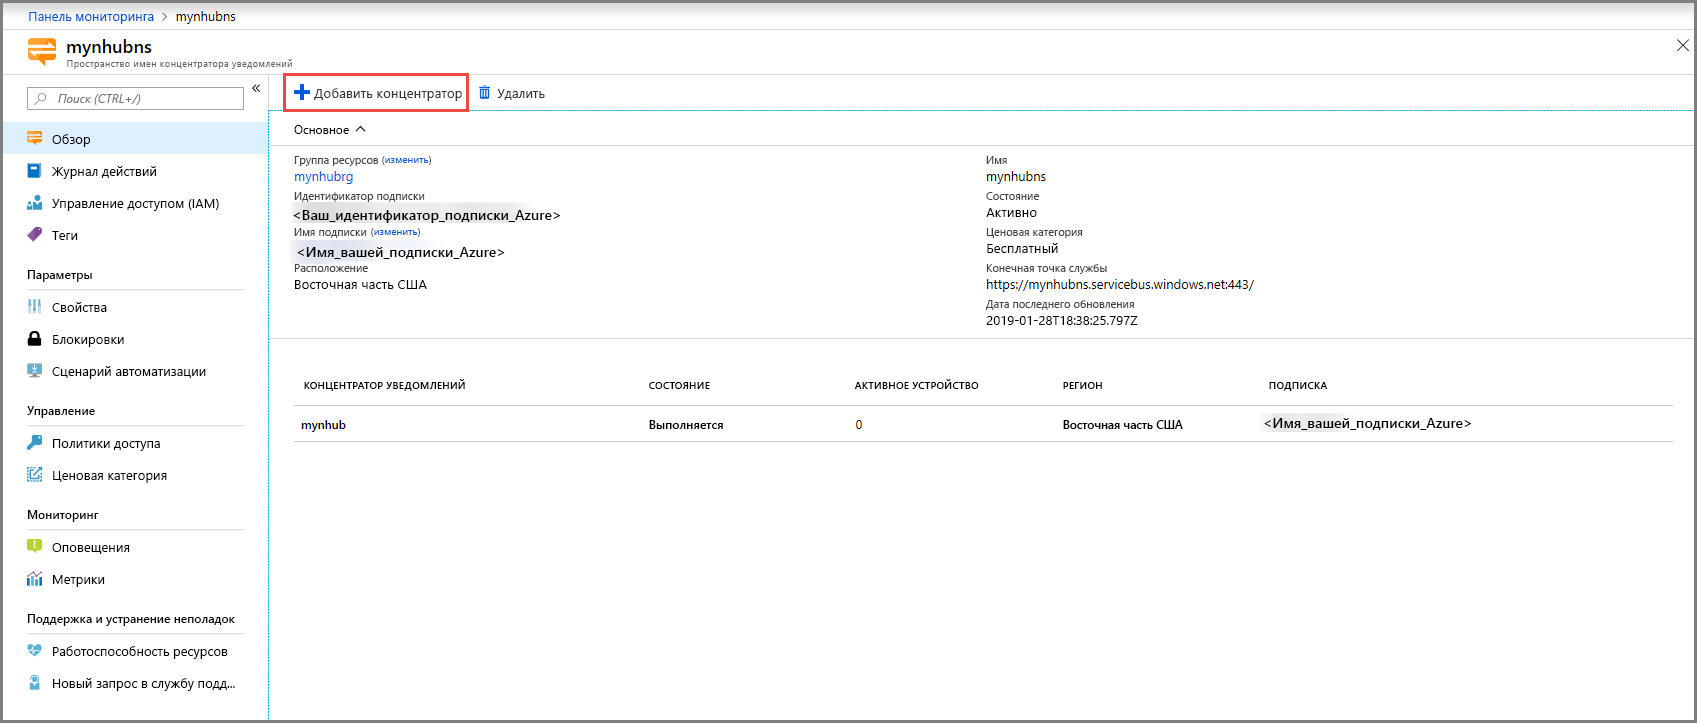 Панель мониторинга > mynhubns
mynhubns
Пространство имен концентратора уведомлений
Поиск (CTRL+/)
«
Обзор
Журнал действий
Управление доступом (IAM)
Теги
Параметры
Свойства
Блокировки
Сценарий автоматизации
Управление
Политики доступа
Ценовая категория
Мониторинг
Оповещения
Метрики
Поддержка и устранение неполадок
Работоспособность ресурсов
Новый запрос в службу подд...
Добавить концентратор Удалить
Основное
Группа ресурсов (изменить)
mynhubrg
Идентификатор подписки
<Ваш_идентификатор_подписки_Azure>
Имя подписки (изменить)
<Имя_вашей_подписки_Azure>
Расположение
Восточная часть США
Имя
mynhubns
Состояние
Активно
Ценовая категория
Бесплатный
Конечная точка службы
https://mynhubns.servicebus.windows.net:443/
Дата последнего обновления
2019-01-28T18:38:25.797Z
КОНЦЕНТРАТОР УВЕДОМЛЕНИЙ СОСТОЯНИЕ АКТИВНОЕ УСТРОЙСТВО РЕГИОН ПОДПИСКА
mynhub Выполняется 0 Восточная часть США <Имя_вашей_подписки_Azure>